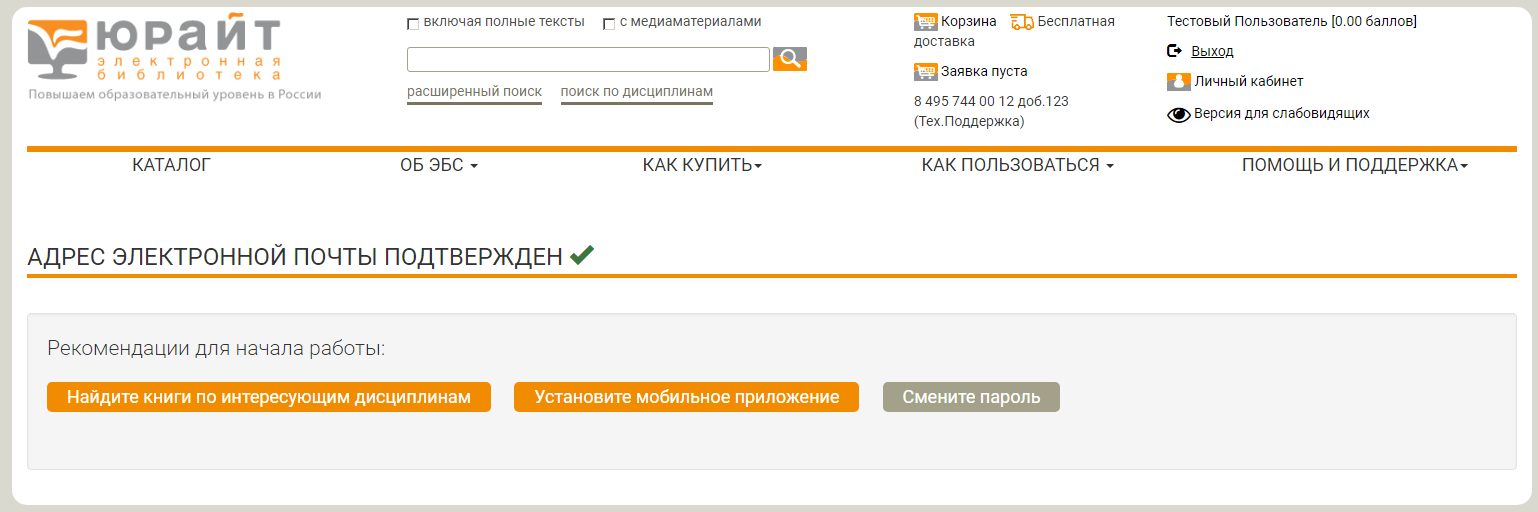 ЮРАЙТ
электронная
библиотека
Повышаем образовательный уровень в России
включая полные тексты с медиаматериалами
расширенный поиск поиск по дисциплинам
Корзина Бесплатная
доставка
Заявка пуста
8 495 744 00 12 доб.123
(Тех.Поддержка)
Тестовый Пользователь [0.00 баллов]
Выход
Личный кабинет
Версия для слабовидящих
КАТАЛОГ ОБ ЭБС КАК КУПИТЬ КАК ПОЛЬЗОВАТЬСЯ ПОМОЩЬ И ПОДДЕРЖКА
АДРЕС ЭЛЕКТРОННОЙ ПОЧТЫ ПОДТВЕРЖДЕН
Рекомендации для начала работы:
Найдите книги по интересующим дисциплинам Установите мобильное приложение Смените пароль